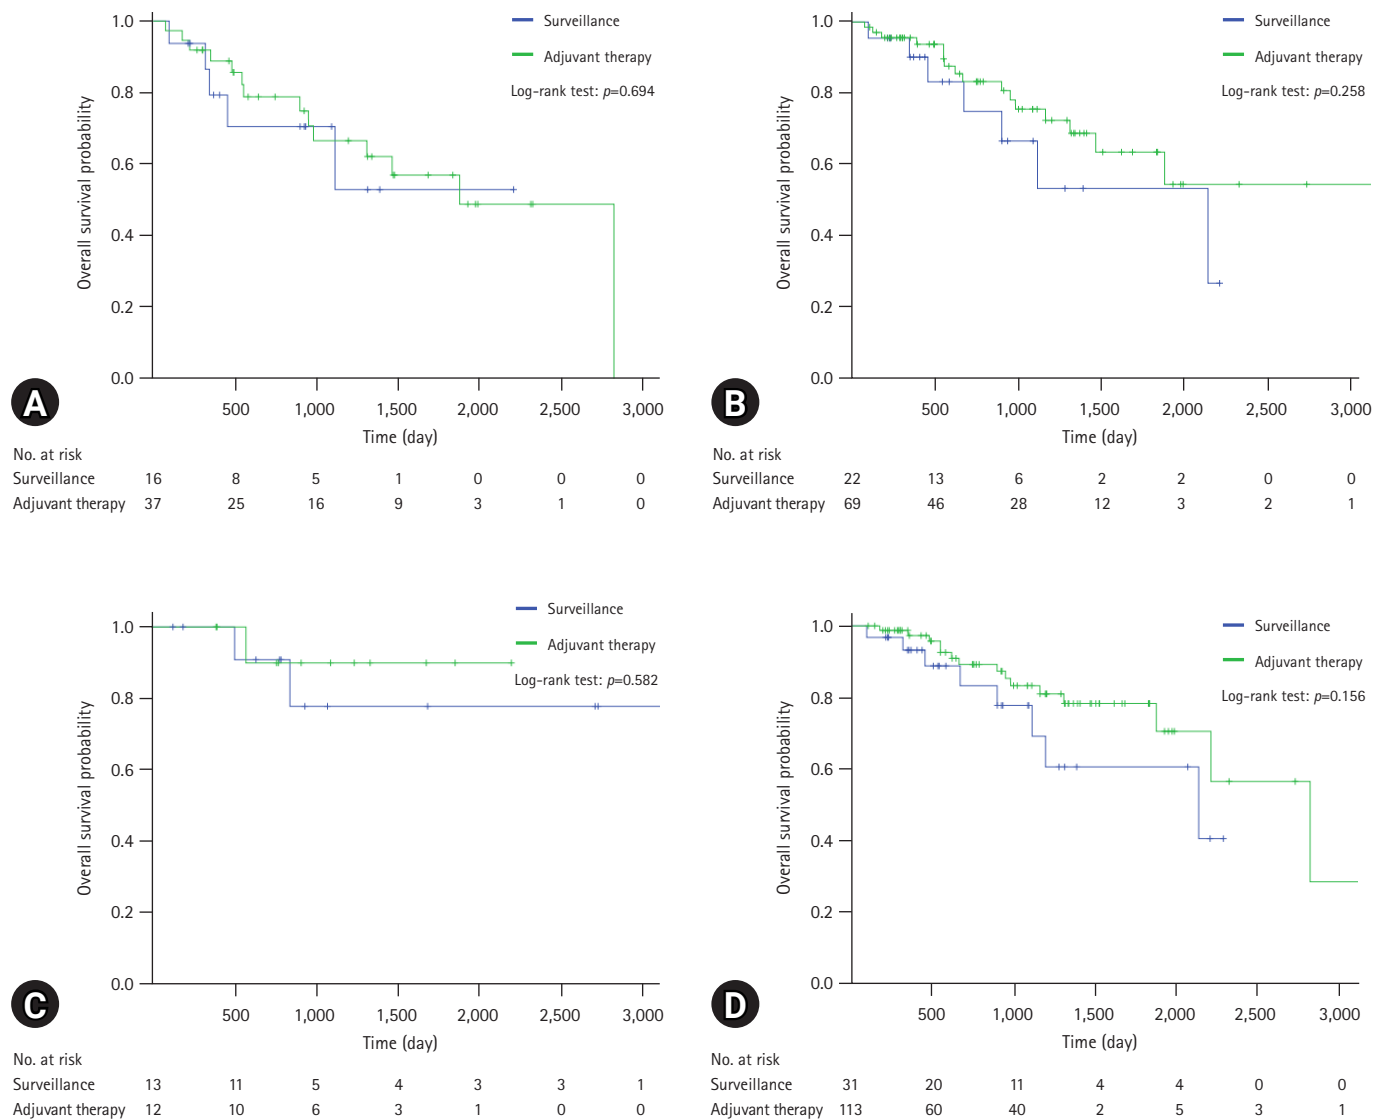 1.0
0.8
0.6
0.4
0.2
0.0
Overall survival probability
Surveillance
Adjuvant therapy
Log-rank test: p=0.694
500 1,000 1,500 2,000 2,500 3,000
Time (day)
A
No. at risk
Surveillance 16 8 5 1 0 0 0
Adjuvant therapy 37 25 16 9 3 1 0
1.0
0.8
0.6
0.4
0.2
0.0
Overall survival probability
Surveillance
Adjuvant therapy
Log-rank test: p=0.258
500 1,000 1,500 2,000 2,500 3,000
Time (day)
B
No. at risk
Surveillance 22 13 6 2 2 0 0
Adjuvant therapy 69 46 28 12 3 2 1
1.0
0.8
0.6
0.4
0.2
0.0
Overall survival probability
Surveillance
Adjuvant therapy
Log-rank test: p=0.582
500 1,000 1,500 2,000 2,500 3,000
Time (day)
C
No. at risk
Surveillance 13 11 5 4 3 3 1
Adjuvant therapy 12 10 6 3 1 0 0
1.0
0.8
0.6
0.4
0.2
0.0
Overall survival probability
Surveillance
Adjuvant therapy
Log-rank test: p=0.156
500 1,000 1,500 2,000 2,500 3,000
Time (day)
D
No. at risk
Surveillance 31 20 11 4 4 0 0
Adjuvant therapy 113 60 40 2 5 3 1